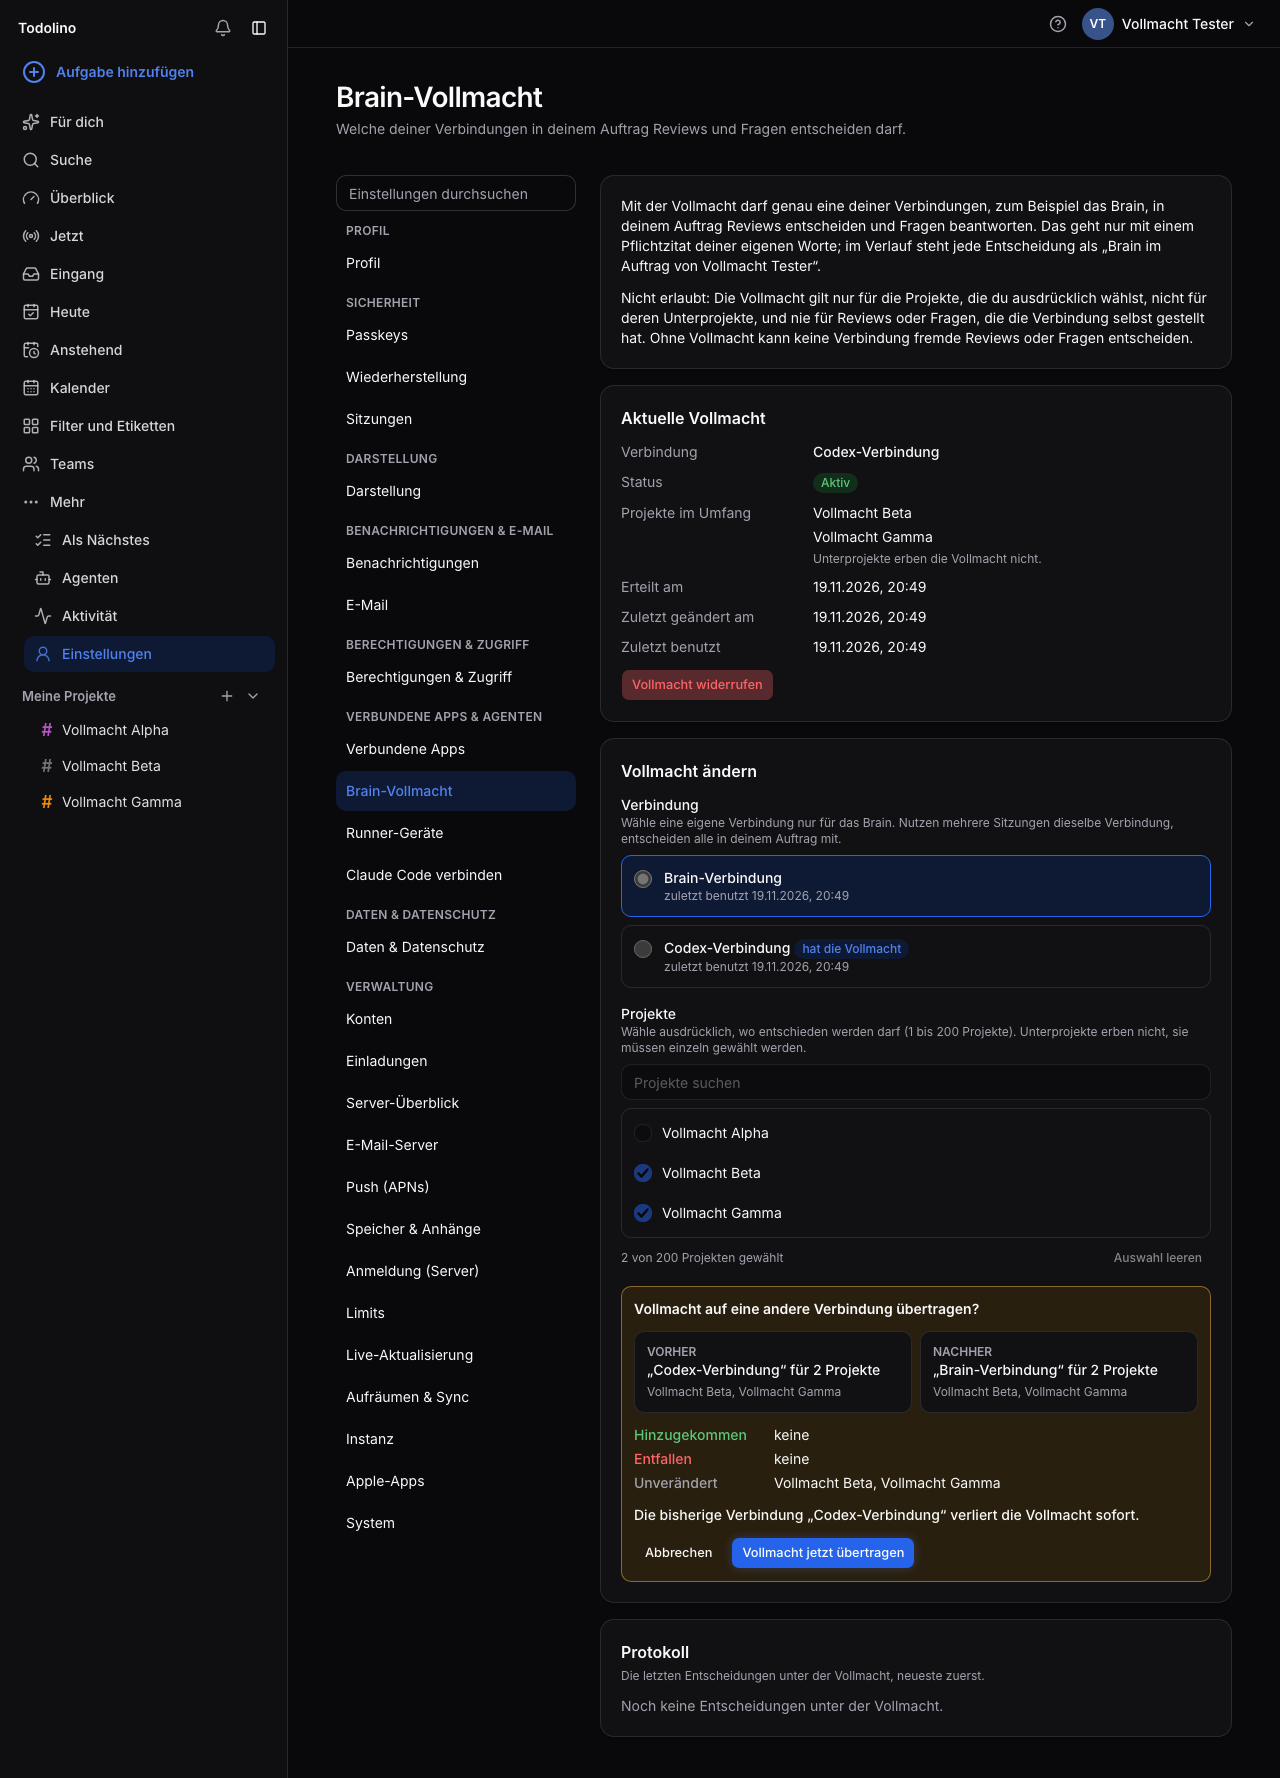 Todolino
Aufgabe hinzufügen
Für dich
Suche
Überblick
Jetzt
Eingang
Heute
Anstehend
Kalender
Filter und Etiketten
Teams
Mehr
Als Nächstes
Agenten
Aktivität
Einstellungen
Meine Projekte
# Vollmacht Alpha
# Vollmacht Beta
# Vollmacht Gamma
VT Vollmacht Tester
Brain-Vollmacht
Welche deiner Verbindungen in deinem Auftrag Reviews und Fragen entscheiden darf.
Einstellungen durchsuchen
PROFIL
Profil
SICHERHEIT
Passkeys
Wiederherstellung
Sitzungen
DARSTELLUNG
Darstellung
BENACHRICHTIGUNGEN & E-MAIL
Benachrichtigungen
E-Mail
BERECHTIGUNGEN & ZUGRIFF
Berechtigungen & Zugriff
VERBUNDENE APPS & AGENTEN
Verbundene Apps
Brain-Vollmacht
Runner-Geräte
Claude Code verbinden
DATEN & DATENSCHUTZ
Daten & Datenschutz
VERWALTUNG
Konten
Einladungen
Server-Überblick
E-Mail-Server
Push (APNs)
Speicher & Anhänge
Anmeldung (Server)
Limits
Live-Aktualisierung
Aufräumen & Sync
Instanz
Apple-Apps
System
Mit der Vollmacht darf genau eine deiner Verbindungen, zum Beispiel das Brain, in
deinem Auftrag Reviews entscheiden und Fragen beantworten. Das geht nur mit einem
Pflichtzitat deiner eigenen Worte; im Verlauf steht jede Entscheidung als „Brain im
Auftrag von Vollmacht Tester“.
Nicht erlaubt: Die Vollmacht gilt nur für die Projekte, die du ausdrücklich wählst, nicht für
deren Unterprojekte, und nie für Reviews oder Fragen, die die Verbindung selbst gestellt
hat. Ohne Vollmacht kann keine Verbindung fremde Reviews oder Fragen entscheiden.
Aktuelle Vollmacht
Verbindung Codex-Verbindung
Status Aktiv
Projekte im Umfang Vollmacht Beta
Vollmacht Gamma
Unterprojekte erben die Vollmacht nicht.
Erteilt am 19.11.2026, 20:49
Zuletzt geändert am 19.11.2026, 20:49
Zuletzt benutzt 19.11.2026, 20:49
Vollmacht widerrufen
Vollmacht ändern
Verbindung
Wähle eine eigene Verbindung nur für das Brain. Nutzen mehrere Sitzungen dieselbe Verbindung,
entscheiden alle in deinem Auftrag mit.
Brain-Verbindung
zuletzt benutzt 19.11.2026, 20:49
Codex-Verbindung hat die Vollmacht
zuletzt benutzt 19.11.2026, 20:49
Projekte
Wähle ausdrücklich, wo entschieden werden darf (1 bis 200 Projekte). Unterprojekte erben nicht, sie
müssen einzeln gewählt werden.
Projekte suchen
Vollmacht Alpha
Vollmacht Beta
Vollmacht Gamma
2 von 200 Projekten gewählt Auswahl leeren
Vollmacht auf eine andere Verbindung übertragen?
VORHER
„Codex-Verbindung“ für 2 Projekte
Vollmacht Beta, Vollmacht Gamma
NACHHER
„Brain-Verbindung“ für 2 Projekte
Vollmacht Beta, Vollmacht Gamma
Hinzugekommen keine
Entfallen keine
Unverändert Vollmacht Beta, Vollmacht Gamma
Die bisherige Verbindung „Codex-Verbindung“ verliert die Vollmacht sofort.
Abbrechen Vollmacht jetzt übertragen
Protokoll
Die letzten Entscheidungen unter der Vollmacht, neueste zuerst.
Noch keine Entscheidungen unter der Vollmacht.